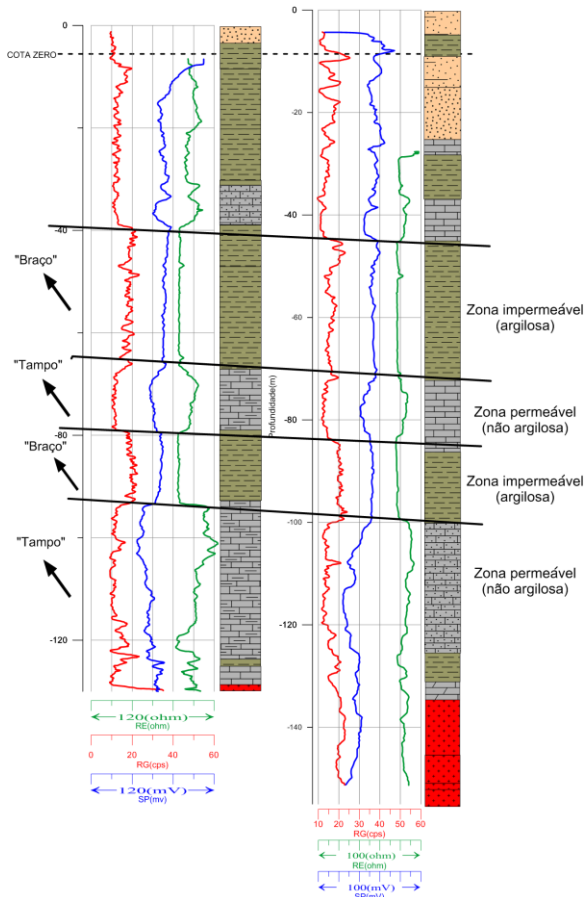 0
COTA ZERO
-40
-80
-120
"Braço"
"Tampo"
"Braço"
"Tampo"
120(ohm)
RE(ohm)
0 20 40 60
RG(cps)
120(mV)
SP(mv)
0
-20
-40
-60
-80
-100
-120
-140
Profundidade(m)
10 20 30 40 50 60
RG(cps)
100(ohm)
RE(ohm)
100(mV)
SP(mV)
Zona impermeável
(argilosa)
Zona permeável
(não argilosa)
Zona impermeável
(argilosa)
Zona permeável
(não argilosa)